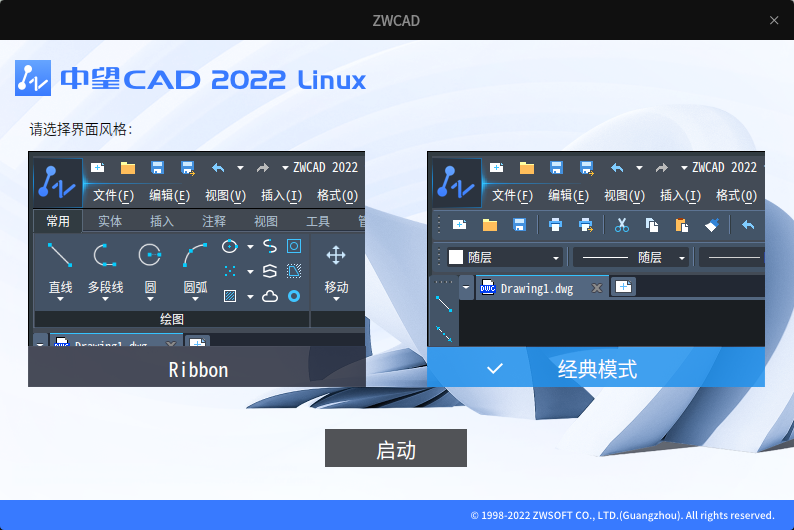 ZWCAD
中望CAD 2022 Linux
请选择界面风格：
ZWCAD 2022
文件(F) 编辑(E) 视图(V) 插入(I) 格式(O)
常用 实体 插入 注释 视图 工具
直线 多段线 圆 圆弧 移动
绘图
Drawing1.dwg
Ribbon
ZWCAD 2022
文件(F) 编辑(E) 视图(V) 插入(I) 格式(O)
随层 随层
Drawing1.dwg
经典模式
启动
© 1998-2022 ZWSOFT CO., LTD.(Guangzhou). All rights reserved.